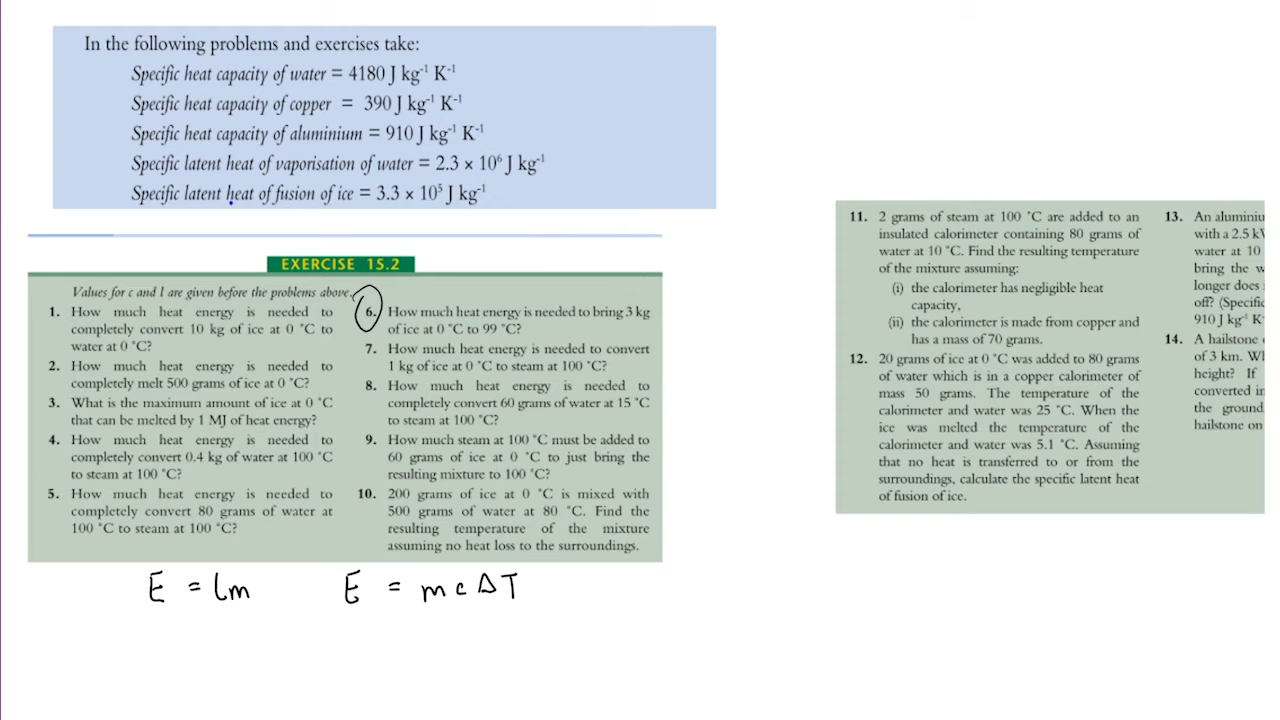 In the following problems and exercises take:
Specific heat capacity of water = 4180 J kg⁻¹ K⁻¹
Specific heat capacity of copper = 390 J kg⁻¹ K⁻¹
Specific heat capacity of aluminium = 910 J kg⁻¹ K⁻¹
Specific latent heat of vaporisation of water = 2.3 × 10⁶ J kg⁻¹
Specific latent heat of fusion of ice = 3.3 × 10⁵ J kg⁻¹
EXERCISE 15.2
Values for c and l are given before the problems above.
1. How much heat energy is needed to
completely convert 10 kg of ice at 0 °C to
water at 0 °C?
2. How much heat energy is needed to
completely melt 500 grams of ice at 0 °C?
3. What is the maximum amount of ice at 0 °C
that can be melted by 1 MJ of heat energy?
4. How much heat energy is needed to
completely convert 0.4 kg of water at 100 °C
to steam at 100 °C?
5. How much heat energy is needed to
completely convert 80 grams of water at
100 °C to steam at 100 °C?
6. How much heat energy is needed to bring 3 kg
of ice at 0 °C to 99 °C?
7. How much heat energy is needed to convert
1 kg of ice at 0 °C to steam at 100 °C?
8. How much heat energy is needed to
completely convert 60 grams of water at 15 °C
to steam at 100 °C?
9. How much steam at 100 °C must be added to
60 grams of ice at 0 °C to just bring the
resulting mixture to 100 °C?
10. 200 grams of ice at 0 °C is mixed with
500 grams of water at 80 °C. Find the
resulting temperature of the mixture
assuming no heat loss to the surroundings.
E = lm
E = mcΔT
11. 2 grams of steam at 100 °C are added to an
insulated calorimeter containing 80 grams of
water at 10 °C. Find the resulting temperature
of the mixture assuming:
(i) the calorimeter has negligible heat
capacity,
(ii) the calorimeter is made from copper and
has a mass of 70 grams.
12. 20 grams of ice at 0 °C was added to 80 grams
of water which is in a copper calorimeter of
mass 50 grams. The temperature of the
calorimeter and water was 25 °C. When the
ice was melted the temperature of the
calorimeter and water was 5.1 °C. Assuming
that no heat is transferred to or from the
surroundings, calculate the specific latent heat
of fusion of ice.
13. An aluminiu
with a 2.5 k
water at 10
bring the w
longer does
off? (Specifi
910 J kg⁻¹ K
14. A hailstone
of 3 km. W
height? If
converted in
the ground
hailstone on